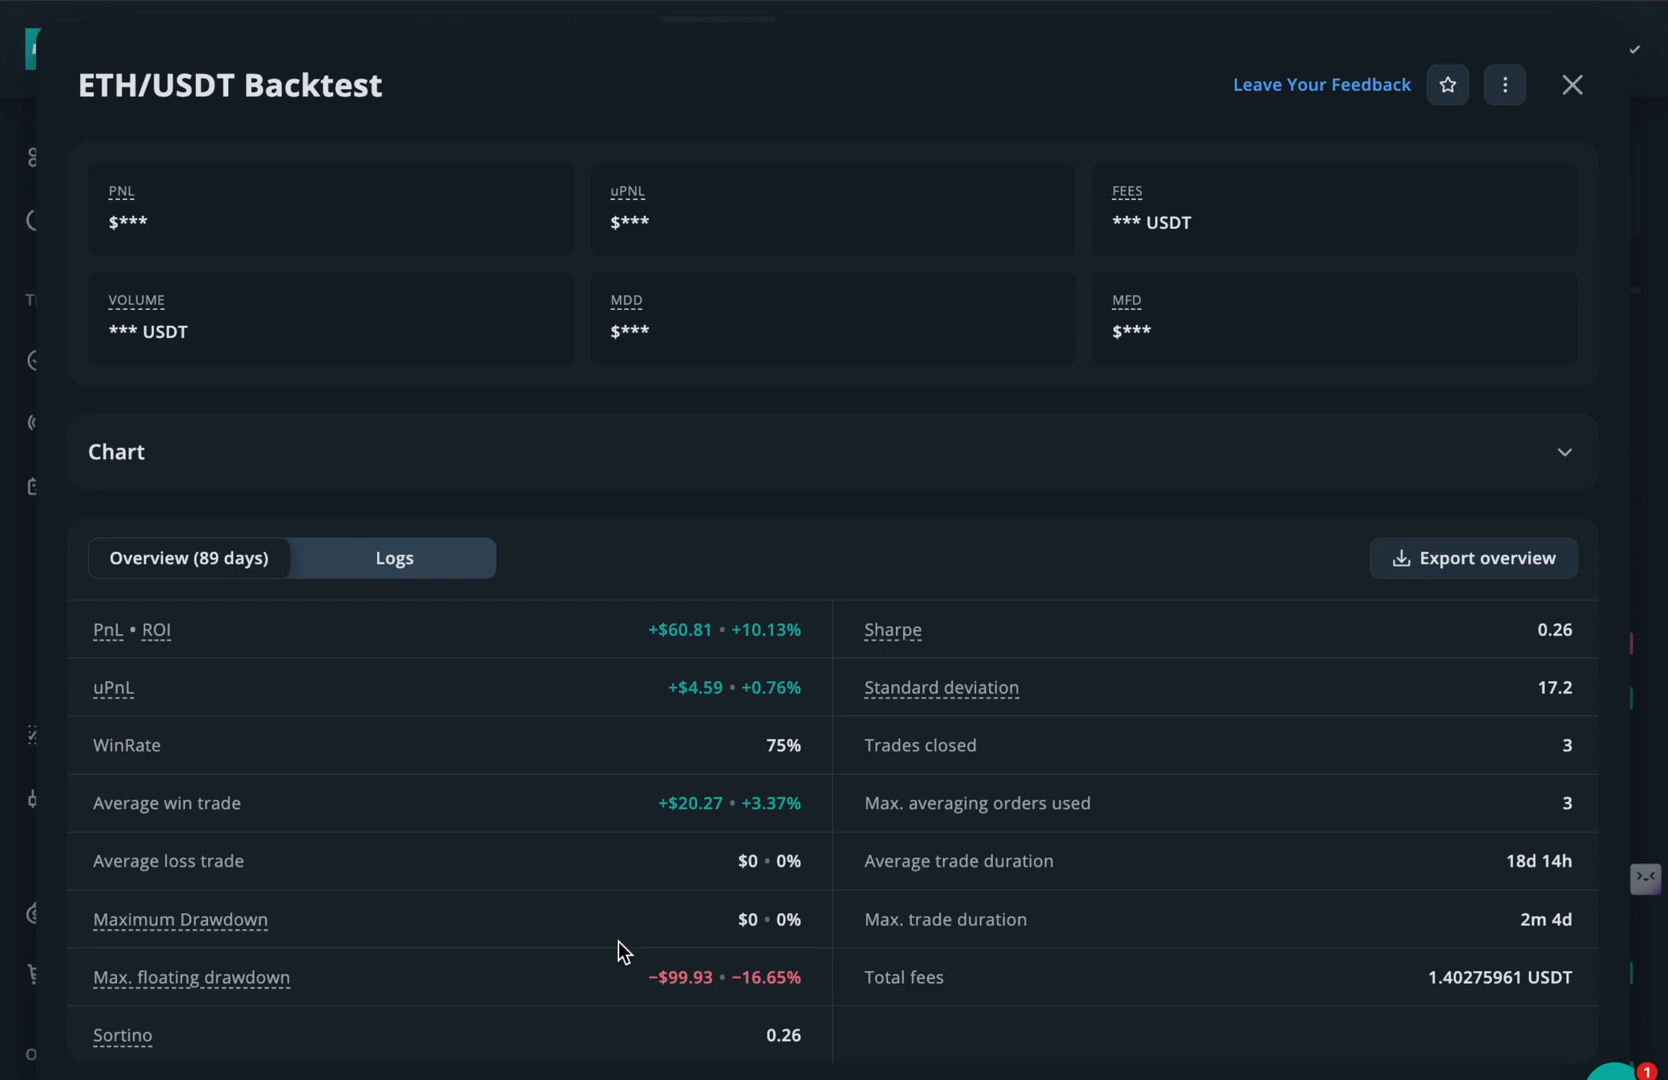 ETH/USDT Backtest
Leave Your Feedback
PNL
$***
uPNL
$***
FEES
*** USDT
VOLUME
*** USDT
MDD
$***
MFD
$***
Chart
Overview (89 days)
Logs
Export overview
PnL • ROI
+$60.81 • +10.13%
Sharpe
0.26
uPnL
+$4.59 • +0.76%
Standard deviation
17.2
WinRate
75%
Trades closed
3
Average win trade
+$20.27 • +3.37%
Max. averaging orders used
3
Average loss trade
$0 • 0%
Average trade duration
18d 14h
Maximum Drawdown
$0 • 0%
Max. trade duration
2m 4d
Max. floating drawdown
−$99.93 • −16.65%
Total fees
1.40275961 USDT
Sortino
0.26
1